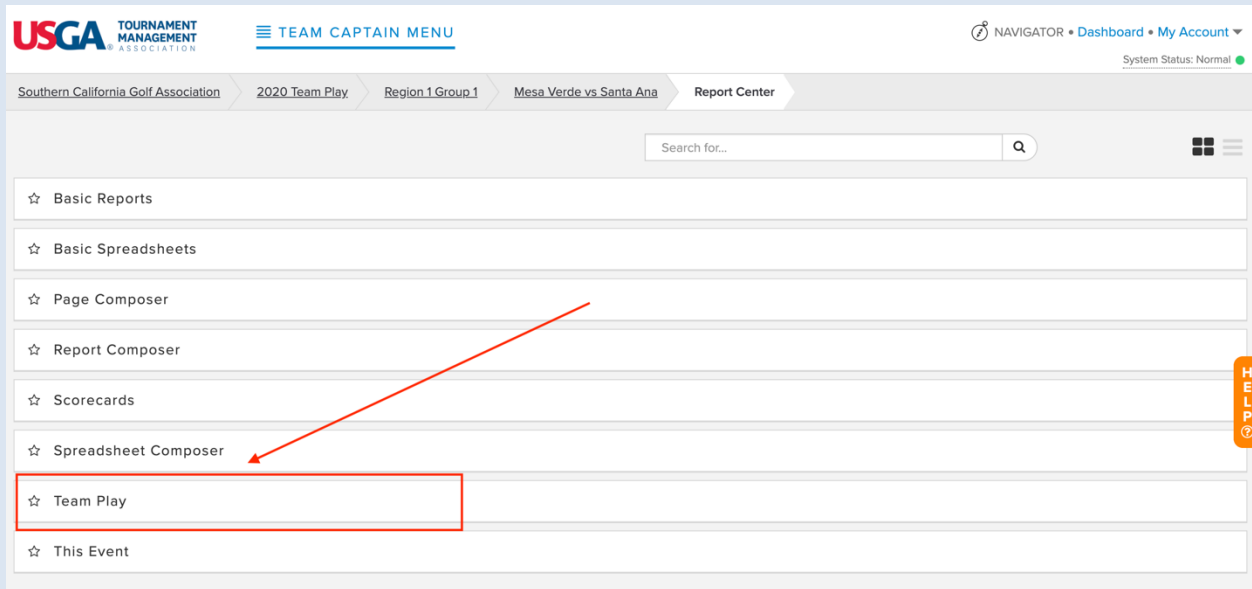 USGA® TOURNAMENT MANAGEMENT ASSOCIATION
TEAM CAPTAIN MENU
NAVIGATOR • Dashboard • My Account
System Status: Normal
Southern California Golf Association 2020 Team Play Region 1 Group 1 Mesa Verde vs Santa Ana Report Center
Search for...
Basic Reports
Basic Spreadsheets
Page Composer
Report Composer
Scorecards
Spreadsheet Composer
Team Play
This Event
HELP